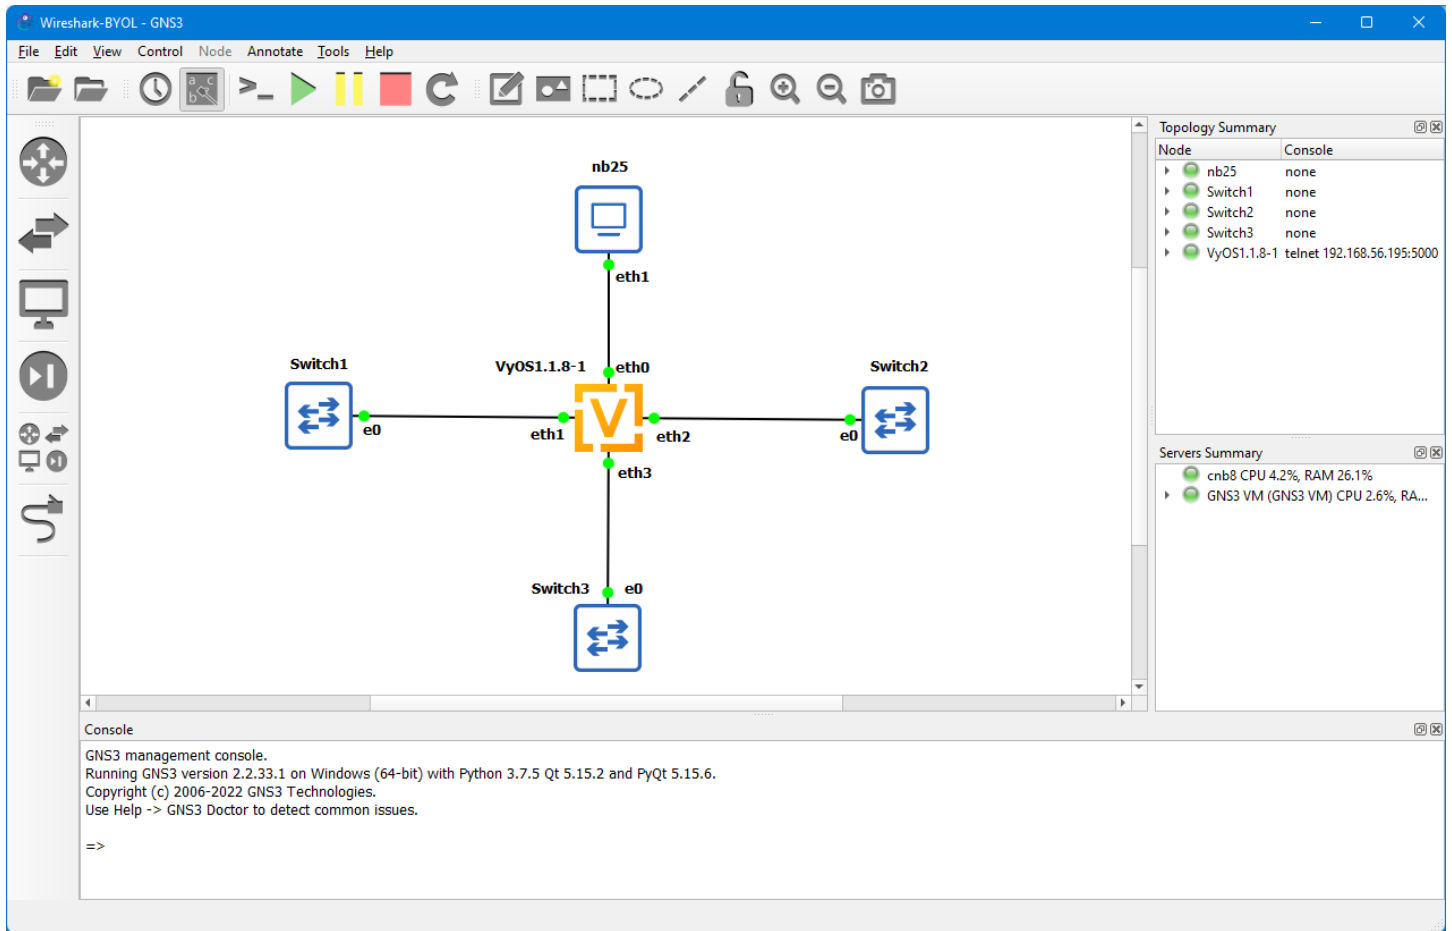 Wireshark-BYOL - GNS3
File Edit View Control Node Annotate Tools Help
nb25
eth1
Switch1
VyOS1.1.8-1
eth0
Switch2
e0
eth1
eth2
e0
eth3
Switch3
e0
Topology Summary
Node Console
nb25 none
Switch1 none
Switch2 none
Switch3 none
VyOS1.1.8-1 telnet 192.168.56.195:5000
Servers Summary
cnb8 CPU 4.2%, RAM 26.1%
GNS3 VM (GNS3 VM) CPU 2.6%, RA...
Console
GNS3 management console.
Running GNS3 version 2.2.33.1 on Windows (64-bit) with Python 3.7.5 Qt 5.15.2 and PyQt 5.15.6.
Copyright (c) 2006-2022 GNS3 Technologies.
Use Help -> GNS3 Doctor to detect common issues.
=>